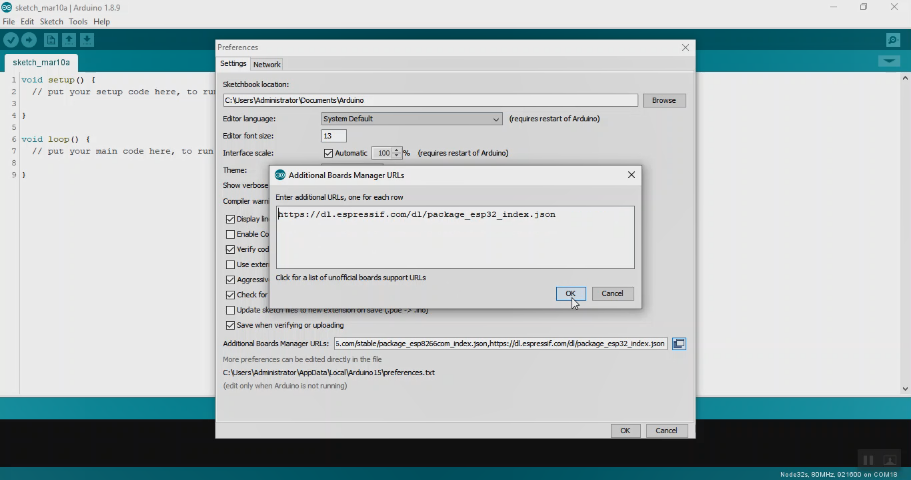 sketch_mar10a | Arduino 1.8.9
File Edit Sketch Tools Help
sketch_mar10a
1 void setup() {
2 // put your setup code here, to run
3
4 }
5
6 void loop() {
7 // put your main code here, to run
8
9 }
Preferences
Settings Network
Sketchbook location:
C:\Users\Administrator\Documents\Arduino Browse
Editor language: System Default (requires restart of Arduino)
Editor font size: 13
Interface scale: Automatic 100 % (requires restart of Arduino)
Theme:
Show verbose
Compiler warn
Display line
Enable Co
Verify cod
Use exter
Aggressiv
Check for
Update sketch files to new extension on save (.pde -> .ino)
Save when verifying or uploading
Additional Boards Manager URLs
Enter additional URLs, one for each row
https://dl.espressif.com/dl/package_esp32_index.json
Click for a list of unofficial boards support URLs
OK Cancel
Additional Boards Manager URLs: 6.com/stable/package_esp8266com_index.json,https://dl.espressif.com/dl/package_esp32_index.json
More preferences can be edited directly in the file
C:\Users\Administrator\AppData\Local\Arduino15\preferences.txt
(edit only when Arduino is not running)
OK Cancel
Node32s, 80MHz, 921600 on COM18